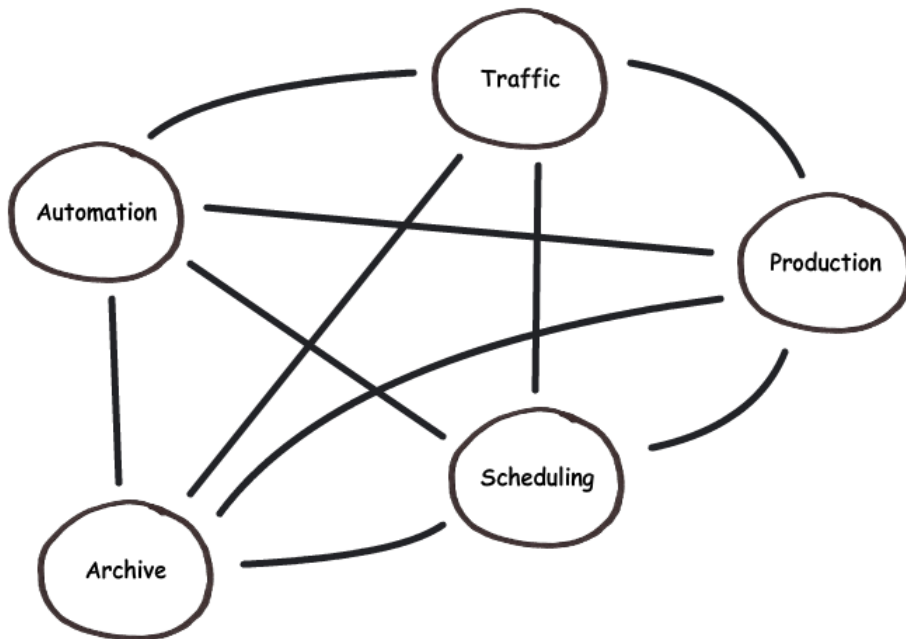 Traffic
Automation
Production
Scheduling
Archive